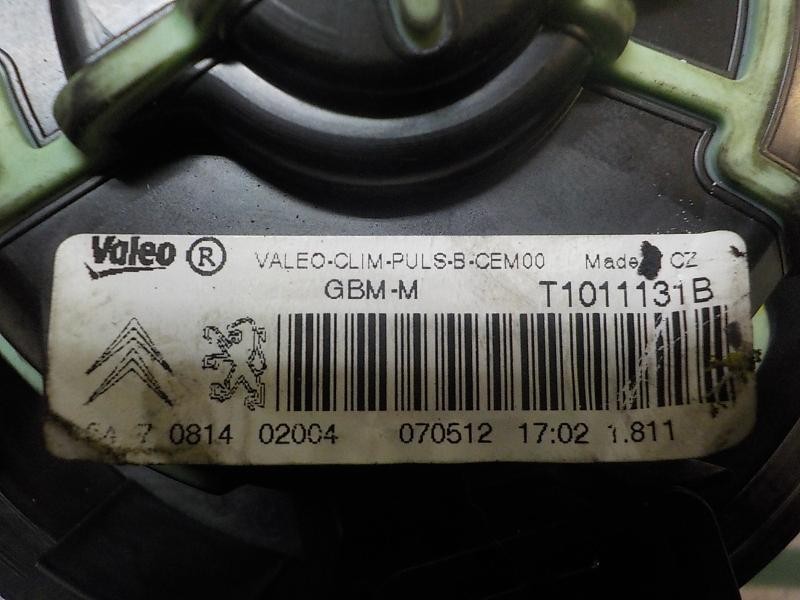 Valeo ® VALEO-CLIM-PULS-B-CEM00 Made CZ
GBM-M T1011131B
7 0814 02004 070512 17:02 1.811